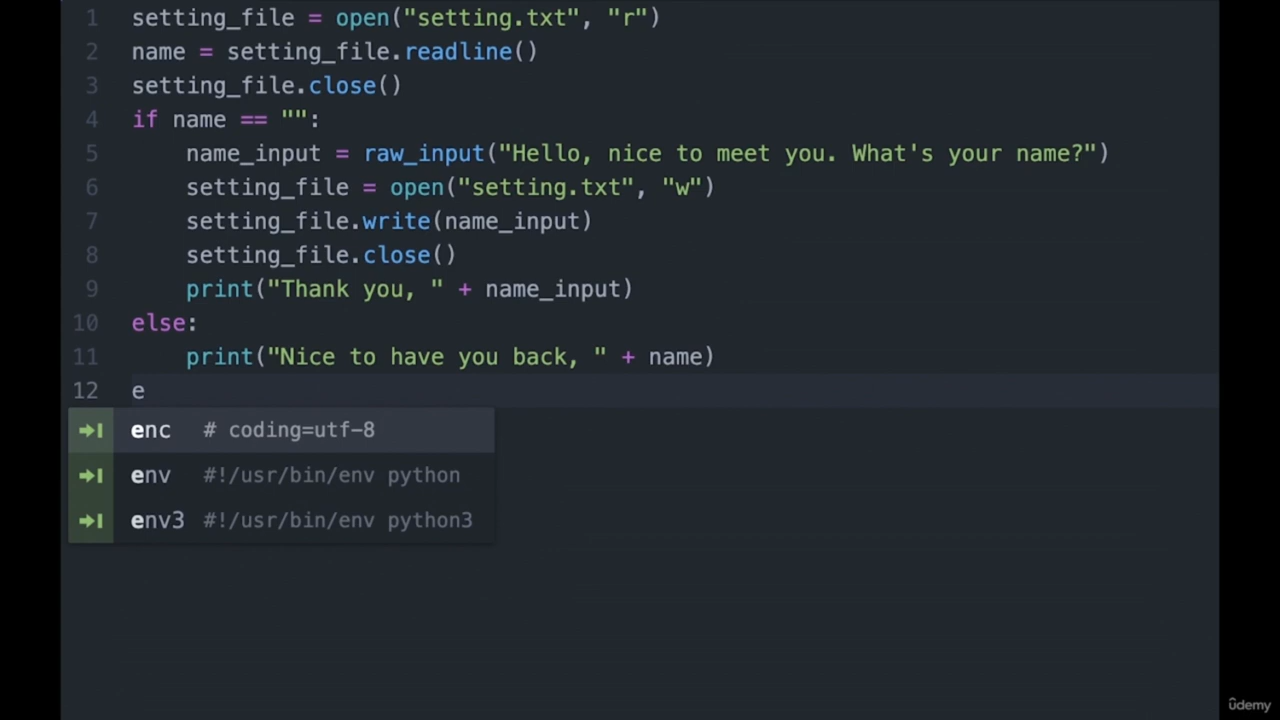 1 setting_file = open("setting.txt", "r")
2 name = setting_file.readline()
3 setting_file.close()
4 if name == "":
5     name_input = raw_input("Hello, nice to meet you. What's your name?")
6     setting_file = open("setting.txt", "w")
7     setting_file.write(name_input)
8     setting_file.close()
9     print("Thank you, " + name_input)
10 else:
11     print("Nice to have you back, " + name)
12 e
enc # coding=utf-8
env #!/usr/bin/env python
env3 #!/usr/bin/env python3
ûdemy